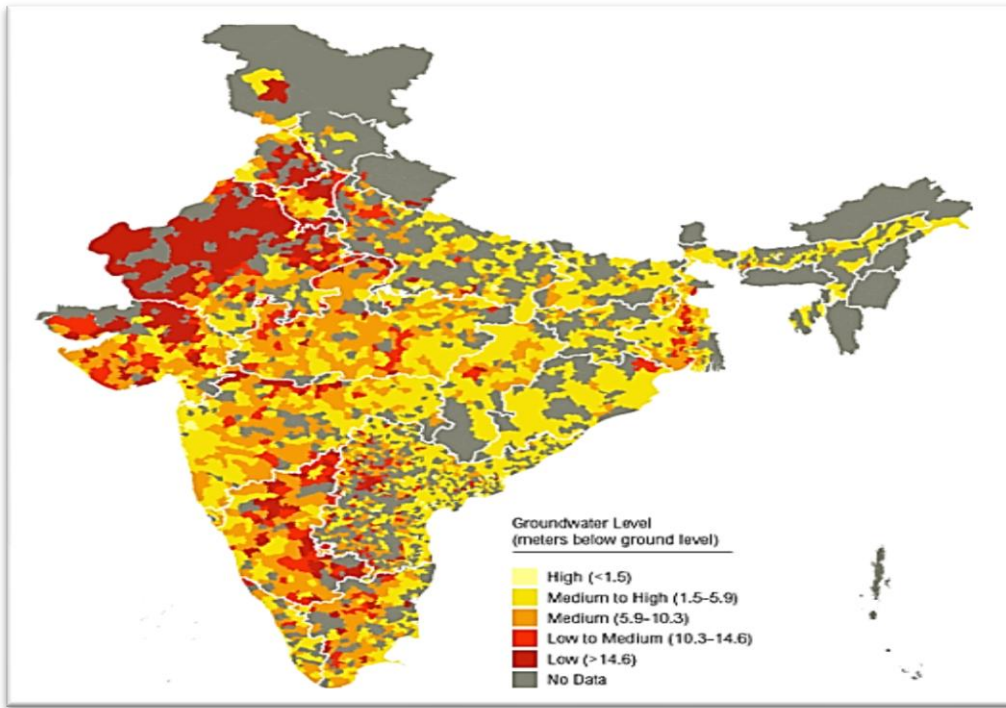 Groundwater Level
(meters below ground level)
High (<1.5)
Medium to High (1.5–5.9)
Medium (5.9–10.3)
Low to Medium (10.3–14.6)
Low (>14.6)
No Data